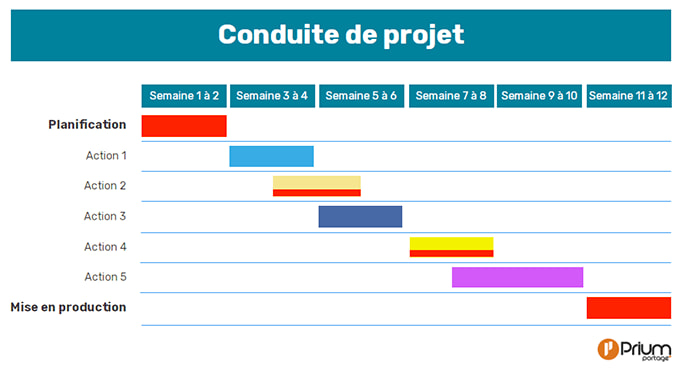 Conduite de projet
Semaine 1 à 2 Semaine 3 à 4 Semaine 5 à 6 Semaine 7 à 8 Semaine 9 à 10 Semaine 11 à 12
Planification
Action 1
Action 2
Action 3
Action 4
Action 5
Mise en production
Prium
portage